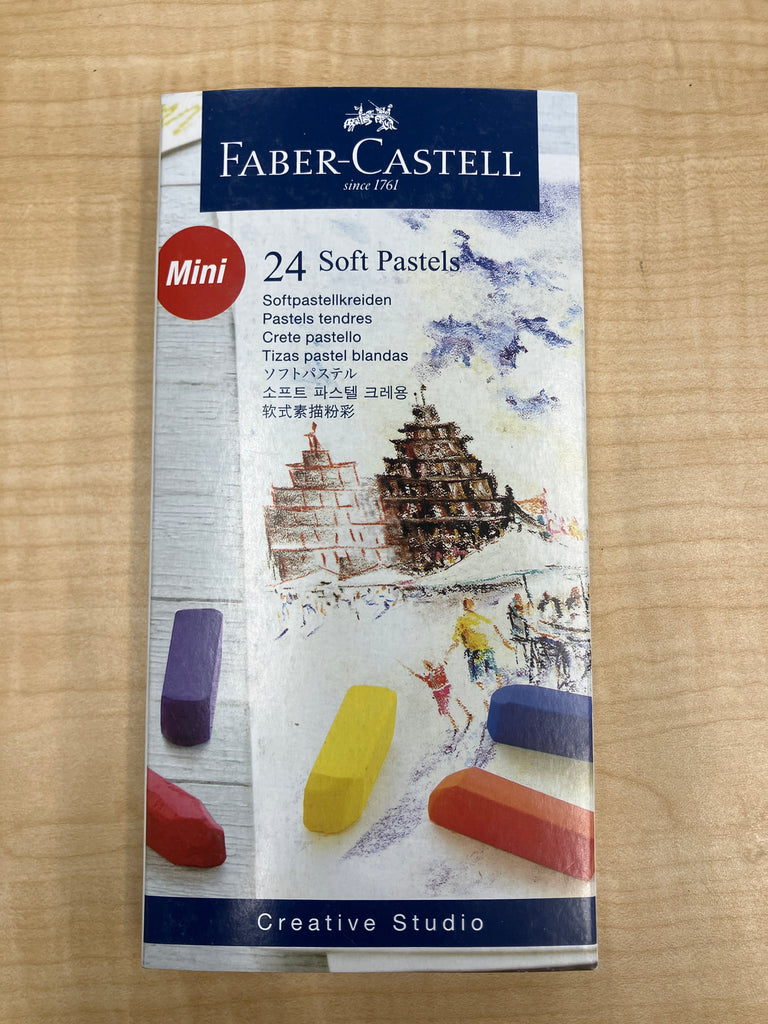 FABER-CASTELL
since 1761
Mini
24 Soft Pastels
Softpastellkreiden
Pastels tendres
Crete pastello
Tizas pastel blandas
ソフトパステル
소프트 파스텔 크레용
软式素描粉彩
Creative Studio